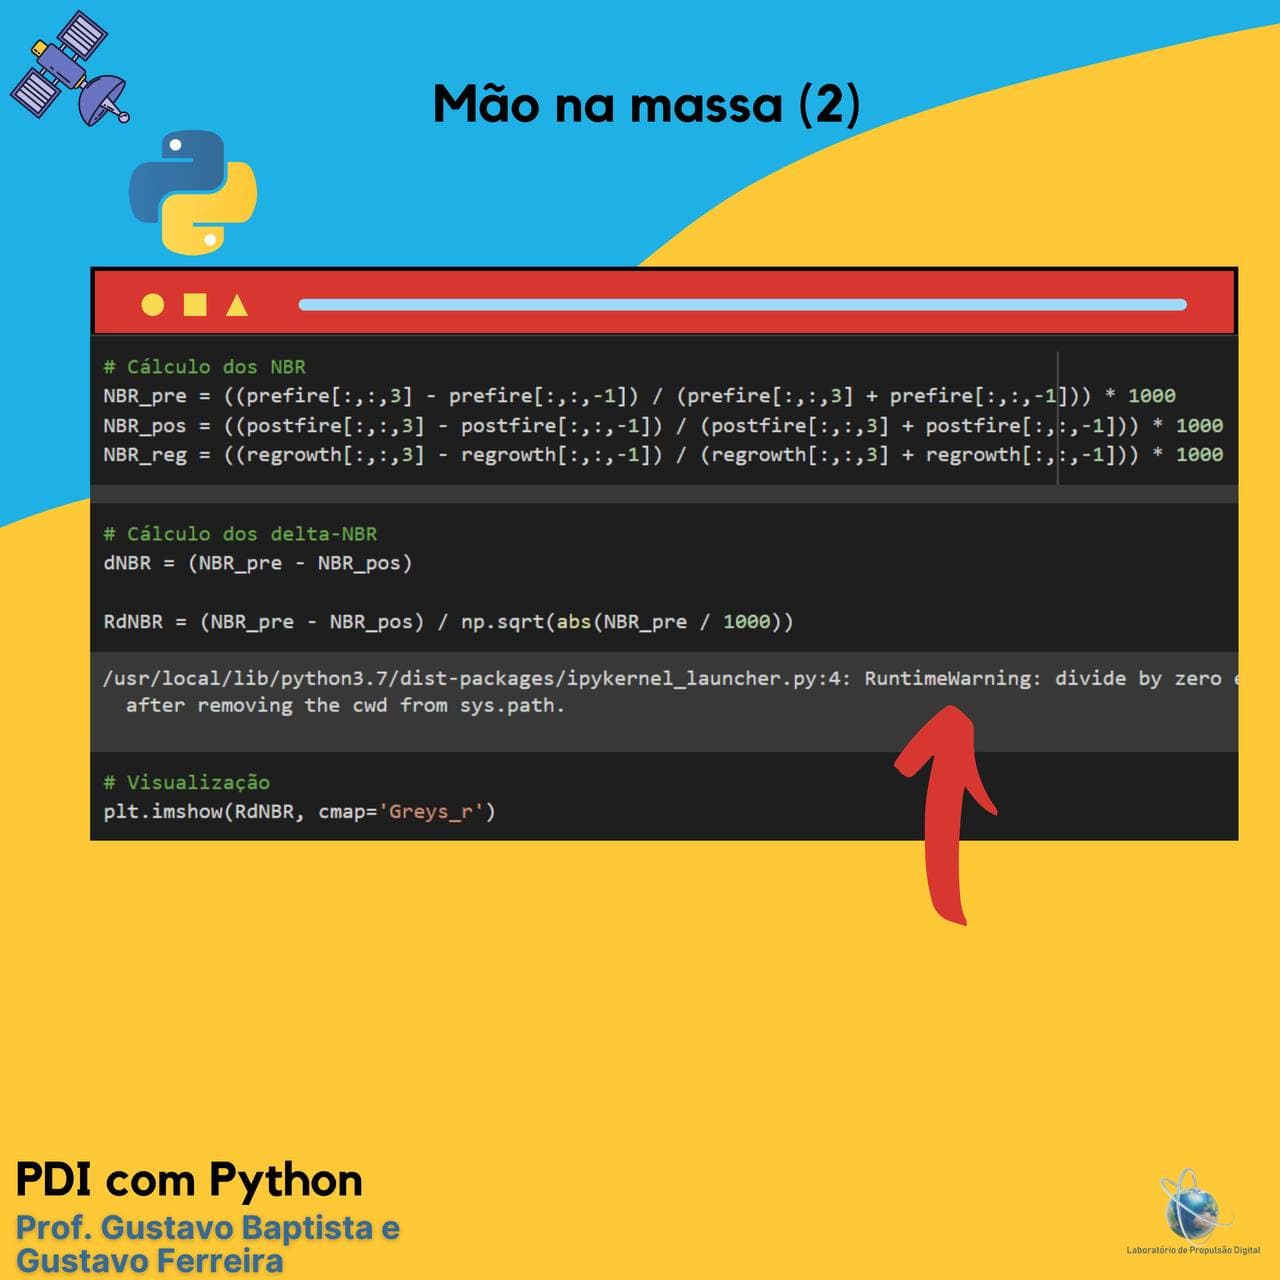 Mão na massa (2)
# Cálculo dos NBR
NBR_pre = ((prefire[:,:,3] - prefire[:,:,-1]) / (prefire[:,:,3] + prefire[:,:,-1])) * 1000
NBR_pos = ((postfire[:,:,3] - postfire[:,:,-1]) / (postfire[:,:,3] + postfire[:,:,-1])) * 1000
NBR_reg = ((regrowth[:,:,3] - regrowth[:,:,-1]) / (regrowth[:,:,3] + regrowth[:,:,-1])) * 1000
# Cálculo dos delta-NBR
dNBR = (NBR_pre - NBR_pos)
RdNBR = (NBR_pre - NBR_pos) / np.sqrt(abs(NBR_pre / 1000))
/usr/local/lib/python3.7/dist-packages/ipykernel_launcher.py:4: RuntimeWarning: divide by zero
after removing the cwd from sys.path.
# Visualização
plt.imshow(RdNBR, cmap='Greys_r')
PDI com Python
Prof. Gustavo Baptista e
Gustavo Ferreira
Laboratório de Propulsão Digital